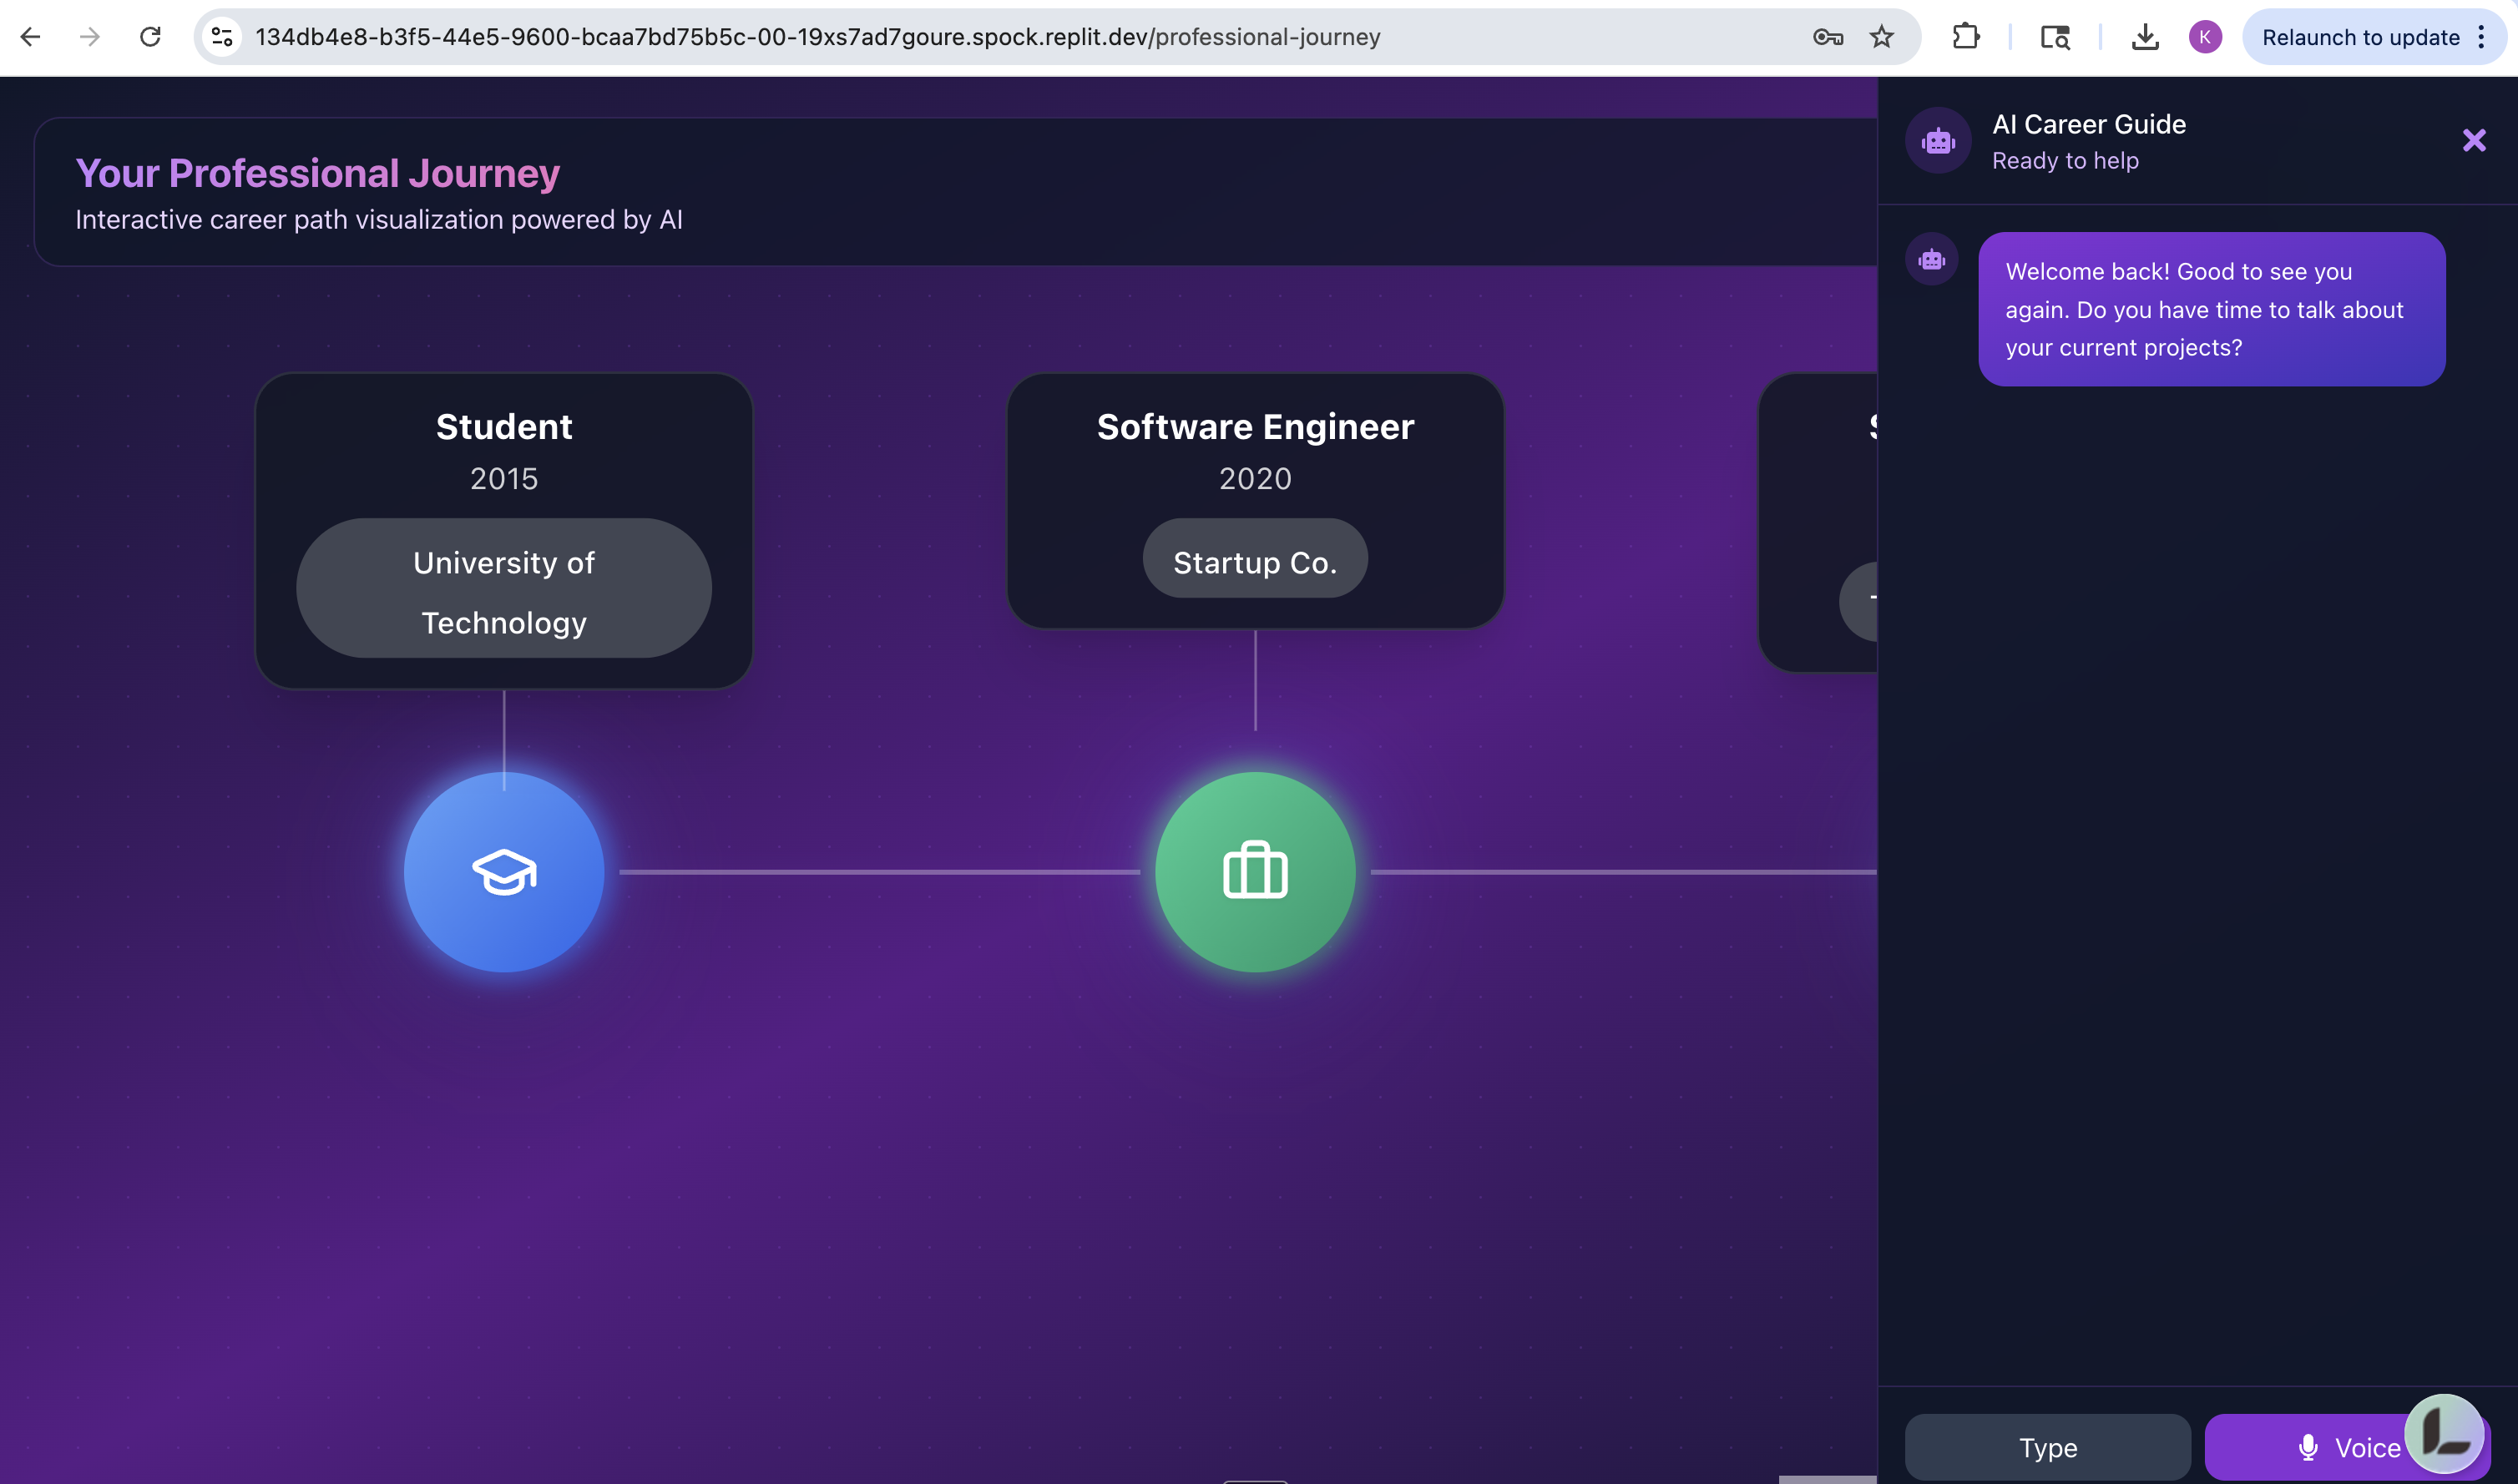 134db4e8-b3f5-44e5-9600-bcaa7bd75b5c-00-19xs7ad7goure.spock.replit.dev/professional-journey
K
Relaunch to update
Your Professional Journey
Interactive career path visualization powered by AI
Student
2015
University of
Technology
Software Engineer
2020
Startup Co.
AI Career Guide
Ready to help
Welcome back! Good to see you
again. Do you have time to talk about
your current projects?
Type
Voice